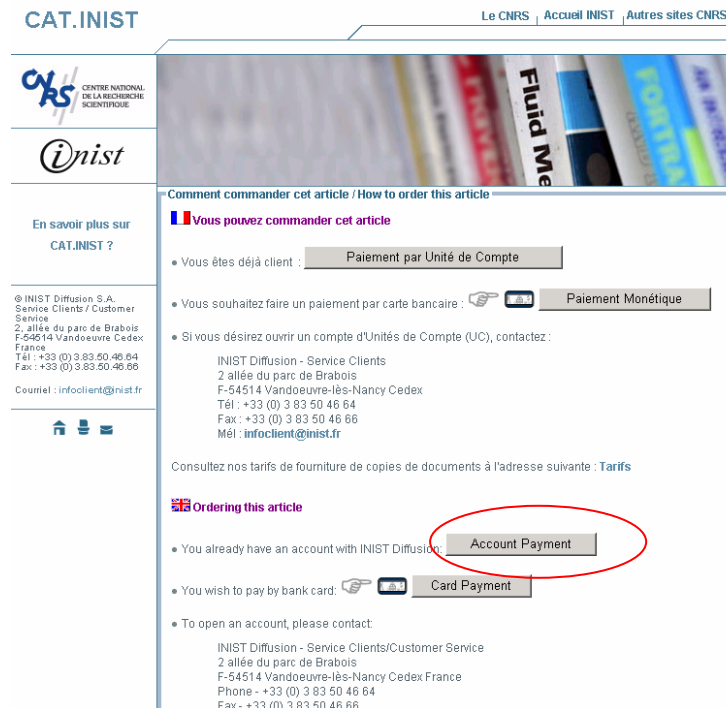 CAT.INIST
Le CNRS | Accueil INIST | Autres sites CNRS
CNRS
CENTRE NATIONAL
DE LA RECHERCHE
SCIENTIFIQUE
inist
En savoir plus sur
CAT.INIST ?
© INIST Diffusion S.A.
Service Clients / Customer
Service
2, allée du parc de Brabois
F-54514 Vandoeuvre Cedex
France
Tél : +33 (0) 3.83.50.46.64
Fax : +33 (0) 3.83.50.46.66
Courriel : infoclient@inist.fr
Fluid Me
FORTRA
Comment commander cet article / How to order this article
Vous pouvez commander cet article
• Vous êtes déjà client : Paiement par Unité de Compte
• Vous souhaitez faire un paiement par carte bancaire : Paiement Monétique
• Si vous désirez ouvrir un compte d'Unités de Compte (UC), contactez :
INIST Diffusion - Service Clients
2 allée du parc de Brabois
F-54514 Vandoeuvre-lès-Nancy Cedex
Tél : +33 (0) 3 83 50 46 64
Fax : +33 (0) 3 83 50 46 66
Mél : infoclient@inist.fr
Consultez nos tarifs de fourniture de copies de documents à l'adresse suivante : Tarifs
Ordering this article
• You already have an account with INIST Diffusion: Account Payment
• You wish to pay by bank card: Card Payment
• To open an account, please contact:
INIST Diffusion - Service Clients/Customer Service
2 allée du parc de Brabois
F-54514 Vandoeuvre-lès-Nancy Cedex France
Phone - +33 (0) 3 83 50 46 64
Fax - +33 (0) 3 83 50 46 66